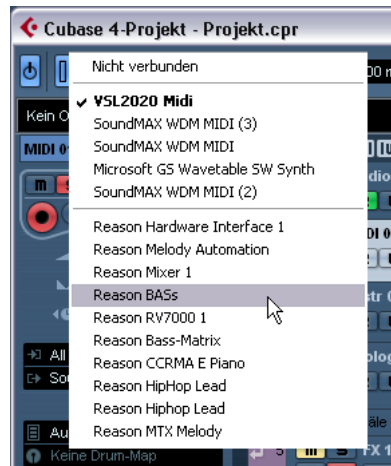 Cubase 4-Projekt - Projekt.cpr
Nicht verbunden
VSL2020 Midi
Kein
SoundMAX WDM MIDI (3)
SoundMAX WDM MIDI
MIDI
Microsoft GS Wavetable SW Synth
SoundMAX WDM MIDI (2)
m
Reason Hardware Interface 1
Reason Melody Automation
Reason Mixer 1
Reason BASs
Reason RV7000 1
Reason Bass-Matrix
All
Reason CCRMA E Piano
Reason HipHop Lead
Reason Hiphop Lead
Reason MTX Melody
Keine Drum-Map
5 m S FX